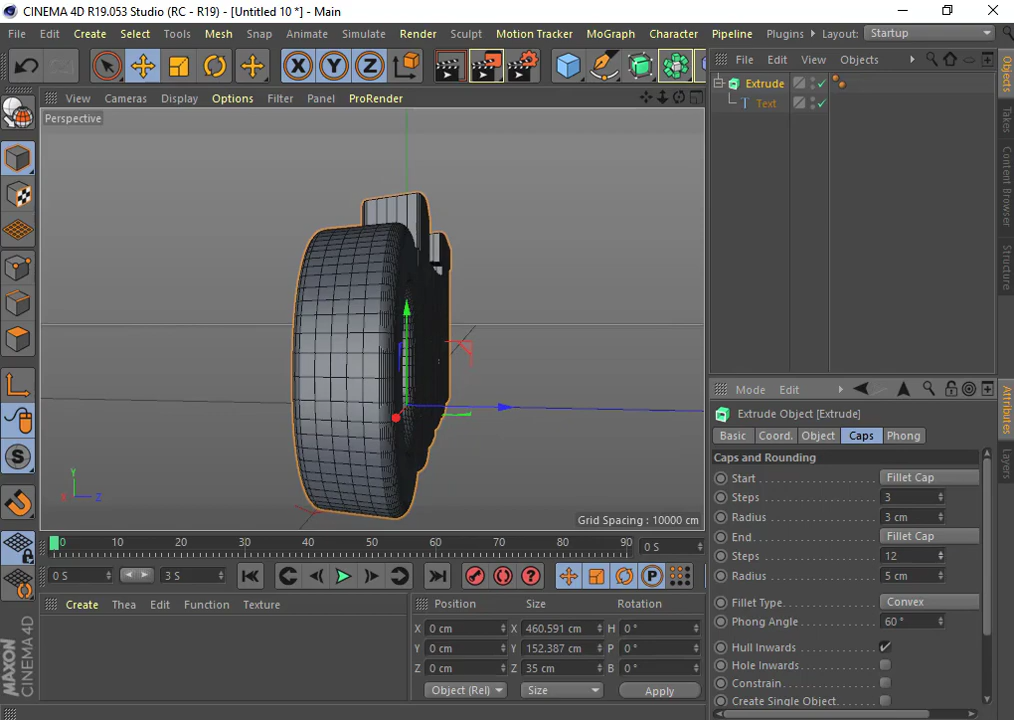 CINEMA 4D R19.053 Studio (RC - R19) - [Untitled 10 *] - Main
File Edit Create Select Tools Mesh Snap Animate Simulate Render Sculpt Motion Tracker MoGraph Character Pipeline Plugins Layout: Startup
X Y Z
File Edit View Objects
View Cameras Display Options Filter Panel ProRender
Extrude
Text
Perspective
Objects
Takes
Content Browser
Structure
Y
X Z
Grid Spacing : 10000 cm
Mode Edit
Extrude Object [Extrude]
Basic Coord. Object Caps Phong
Caps and Rounding
Start Fillet Cap
Steps 3
Radius 3 cm
End Fillet Cap
Steps 12
Radius 5 cm
Fillet Type Convex
Phong Angle 60 °
Hull Inwards
Hole Inwards
Constrain
Create Single Object
Attributes
Layers
S
0 10 20 30 40 50 60 70 80 90 0 S
0 S 3 S
? P
Create Thea Edit Function Texture
Position Size Rotation
X 0 cm X 460.591 cm H 0 °
Y 0 cm Y 152.387 cm P 0 °
Z 0 cm Z 35 cm B 0 °
Object (Rel) Size Apply
MAXON CINEMA 4D